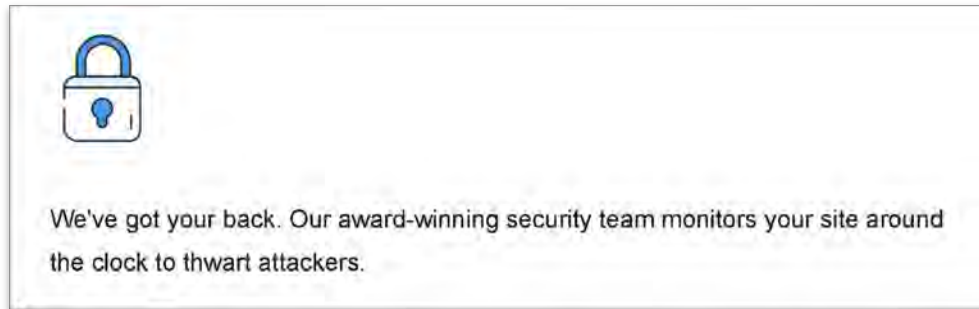 We've got your back. Our award-winning security team monitors your site around
the clock to thwart attackers.